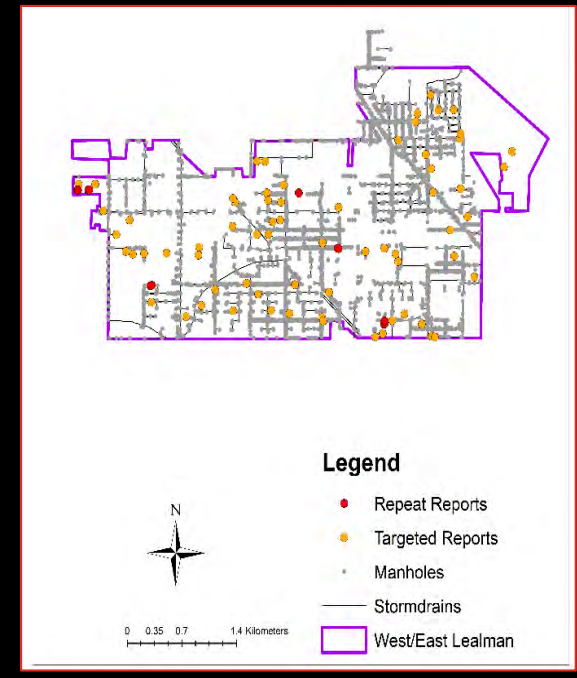 Legend
Repeat Reports
Targeted Reports
Manholes
Stormdrains
West/East Lealman
N
0 0.35 0.7 1.4 Kilometers